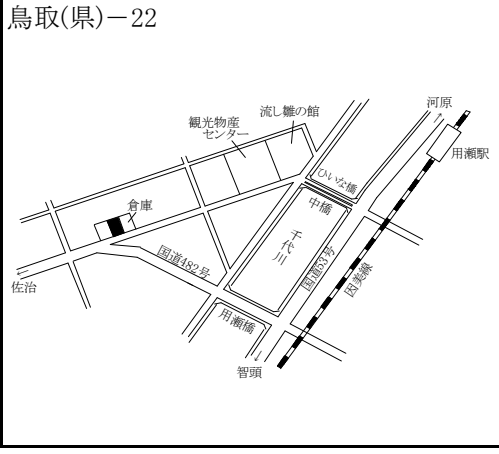 鳥取(県)－22
河原
流し雛の館
観光物産
センター
用瀬駅
ひいな橋
倉庫
中橋
千代川
国道482号
国道53号
因美線
佐治
用瀬橋
智頭